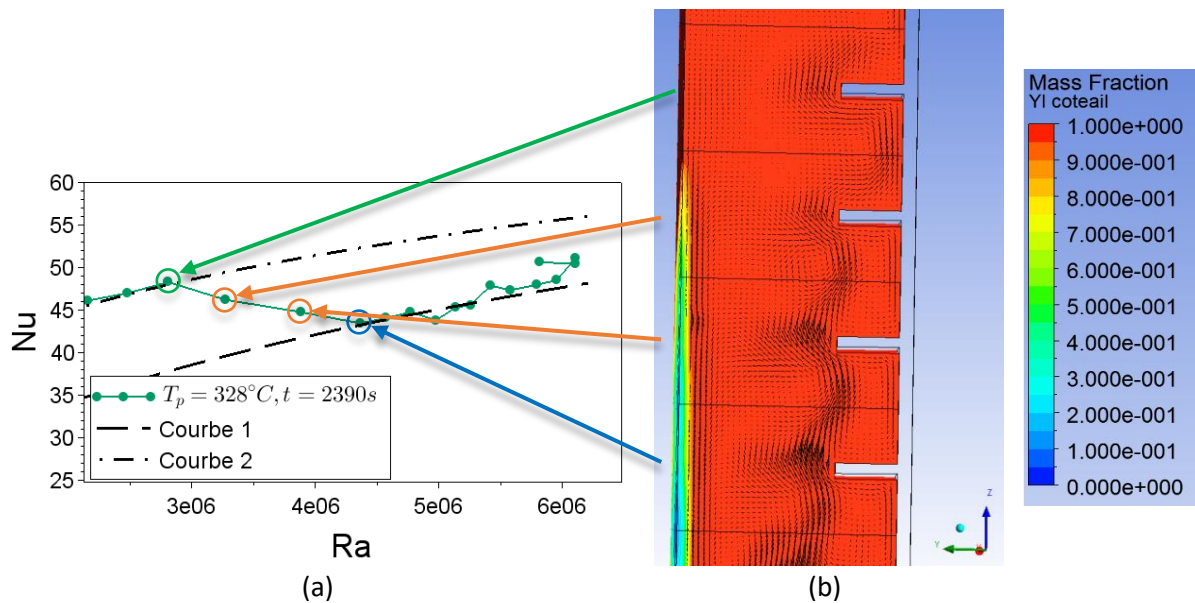 60
55
50
45
40
35
30
25
Nu
T_p = 328°C, t = 2390s
Courbe 1
Courbe 2
3e06 4e06 5e06 6e06
Ra
(a)
Z
Y
(b)
Mass Fraction
YI coteail
1.000e+000
9.000e-001
8.000e-001
7.000e-001
6.000e-001
5.000e-001
4.000e-001
3.000e-001
2.000e-001
1.000e-001
0.000e+000